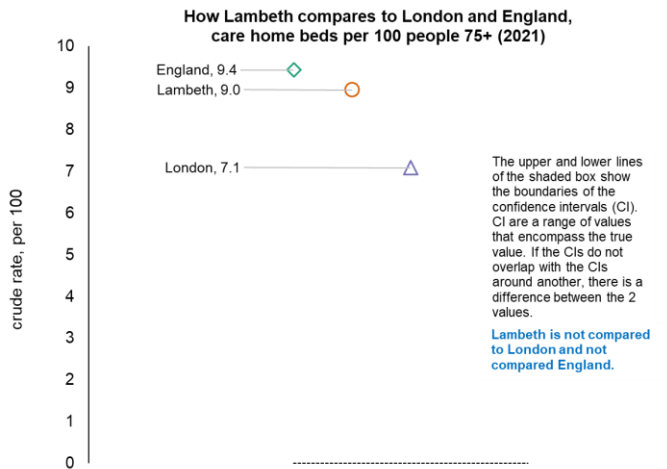 How Lambeth compares to London and England,
care home beds per 100 people 75+ (2021)
10
9
8
7
6
5
4
3
2
1
0
crude rate, per 100
England, 9.4
Lambeth, 9.0
London, 7.1
The upper and lower lines
of the shaded box show
the boundaries of the
confidence intervals (CI).
CI are a range of values
that encompass the true
value. If the CIs do not
overlap with the CIs
around another, there is a
difference between the 2
values.
Lambeth is not compared
to London and not
compared England.